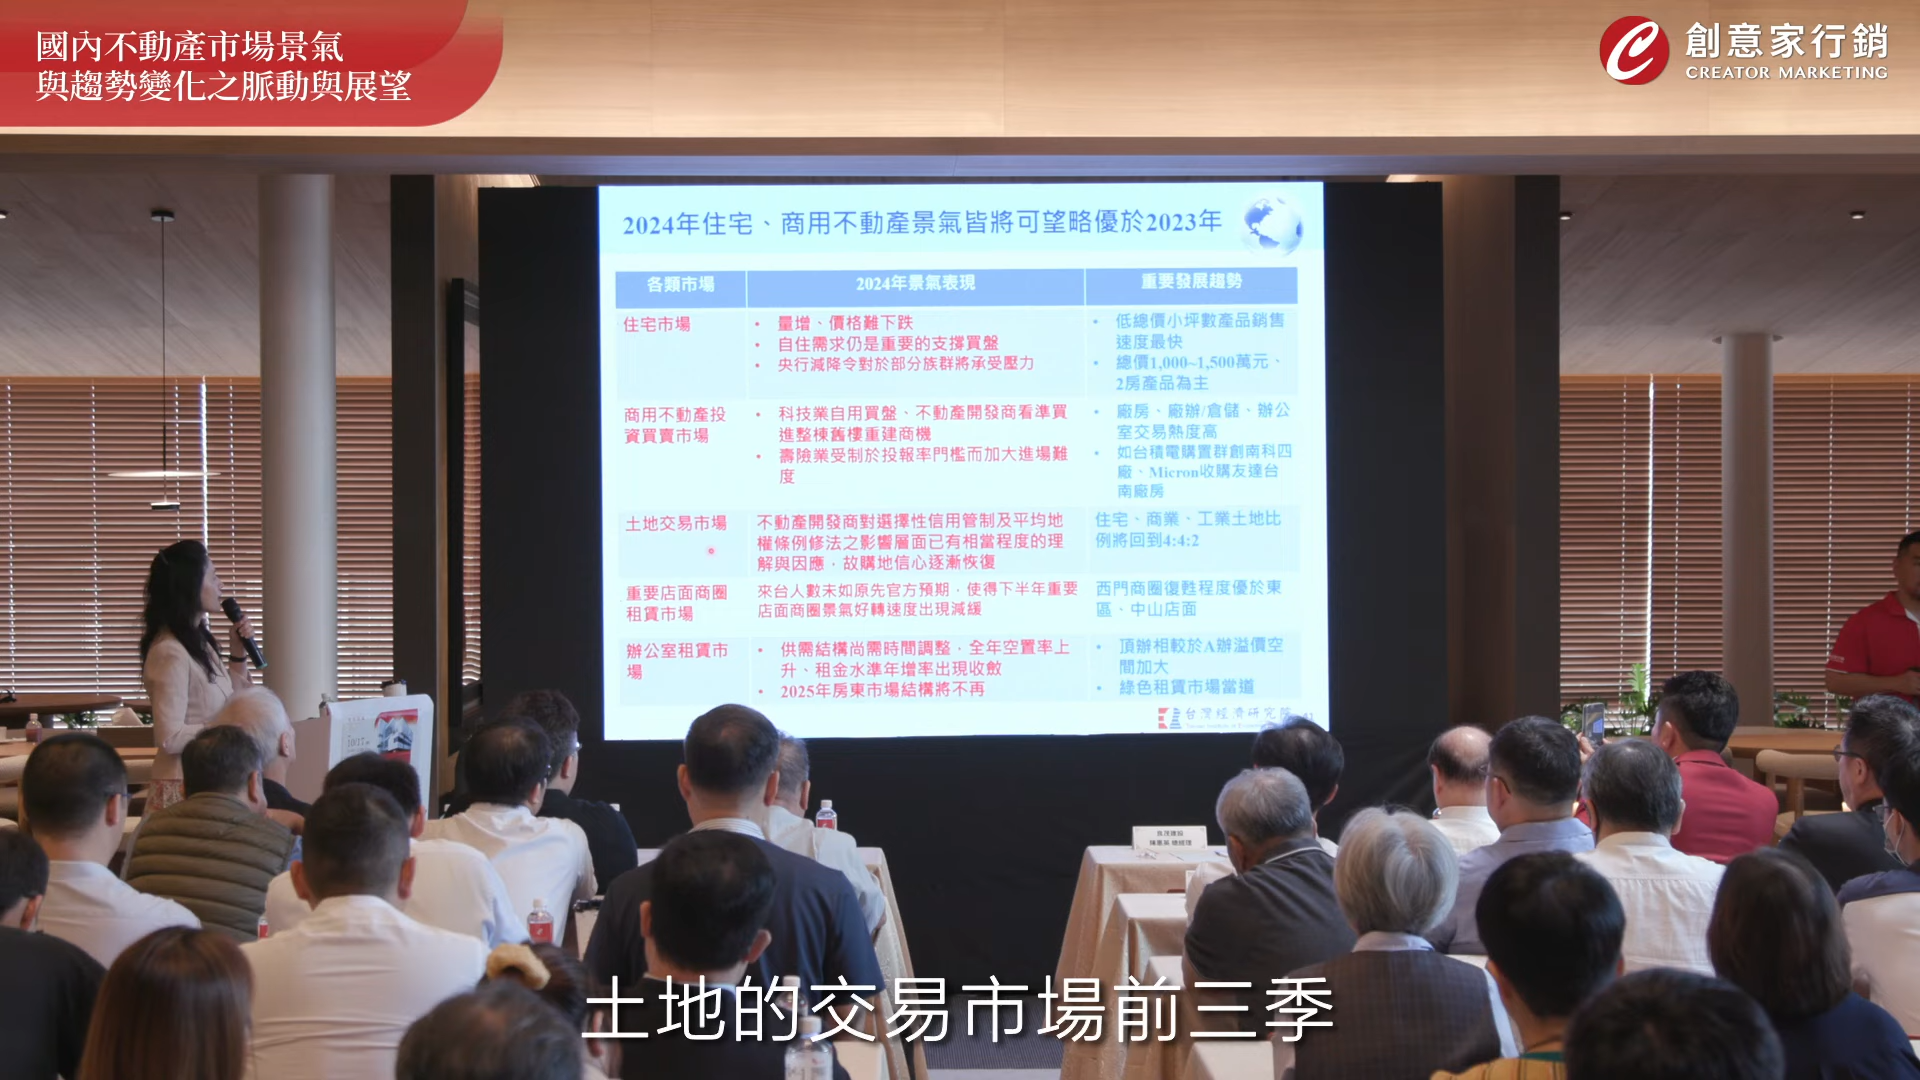 國內不動產市場景氣
與趨勢變化之脈動與展望
創意家行銷
CREATOR MARKETING
2024年住宅、商用不動產景氣皆將可望略優於2023年
各類市場
2024年景氣表現
重要發展趨勢
住宅市場
• 量增、價格難下跌
• 自住需求仍是重要的支撐買盤
• 央行減降令對於部分族群將承受壓力
• 低總價小坪數產品銷售
速度最快
• 總價1,000~1,500萬元、
2房產品為主
商用不動產投
資買賣市場
• 科技業自用買盤、不動產開發商看準買
進整棟舊樓重建商機
• 壽險業受制於投報率門檻而加大進場難
度
• 廠房、廠辦/倉儲、辦公
室交易熱度高
• 如台積電購置群創南科四
廠、Micron收購友達台
南廠房
土地交易市場
不動產開發商對選擇性信用管制及平均地
權條例修法之影響層面已有相當程度的理
解與因應，故購地信心逐漸恢復
住宅、商業、工業土地比
例將回到4:4:2
重要店面商圈
租賃市場
來台人數未如原先官方預期，使得下半年重要
店面商圈景氣好轉速度出現減緩
西門商圈復甦程度優於東
區、中山店面
辦公室租賃市
場
• 供需結構尚需時間調整，全年空置率上
升、租金水準年增率出現收斂
• 2025年房東市場結構將不再
• 頂辦相較於A辦溢價空
間加大
• 綠色租賃市場當道
台灣經濟研究院
土地的交易市場前三季